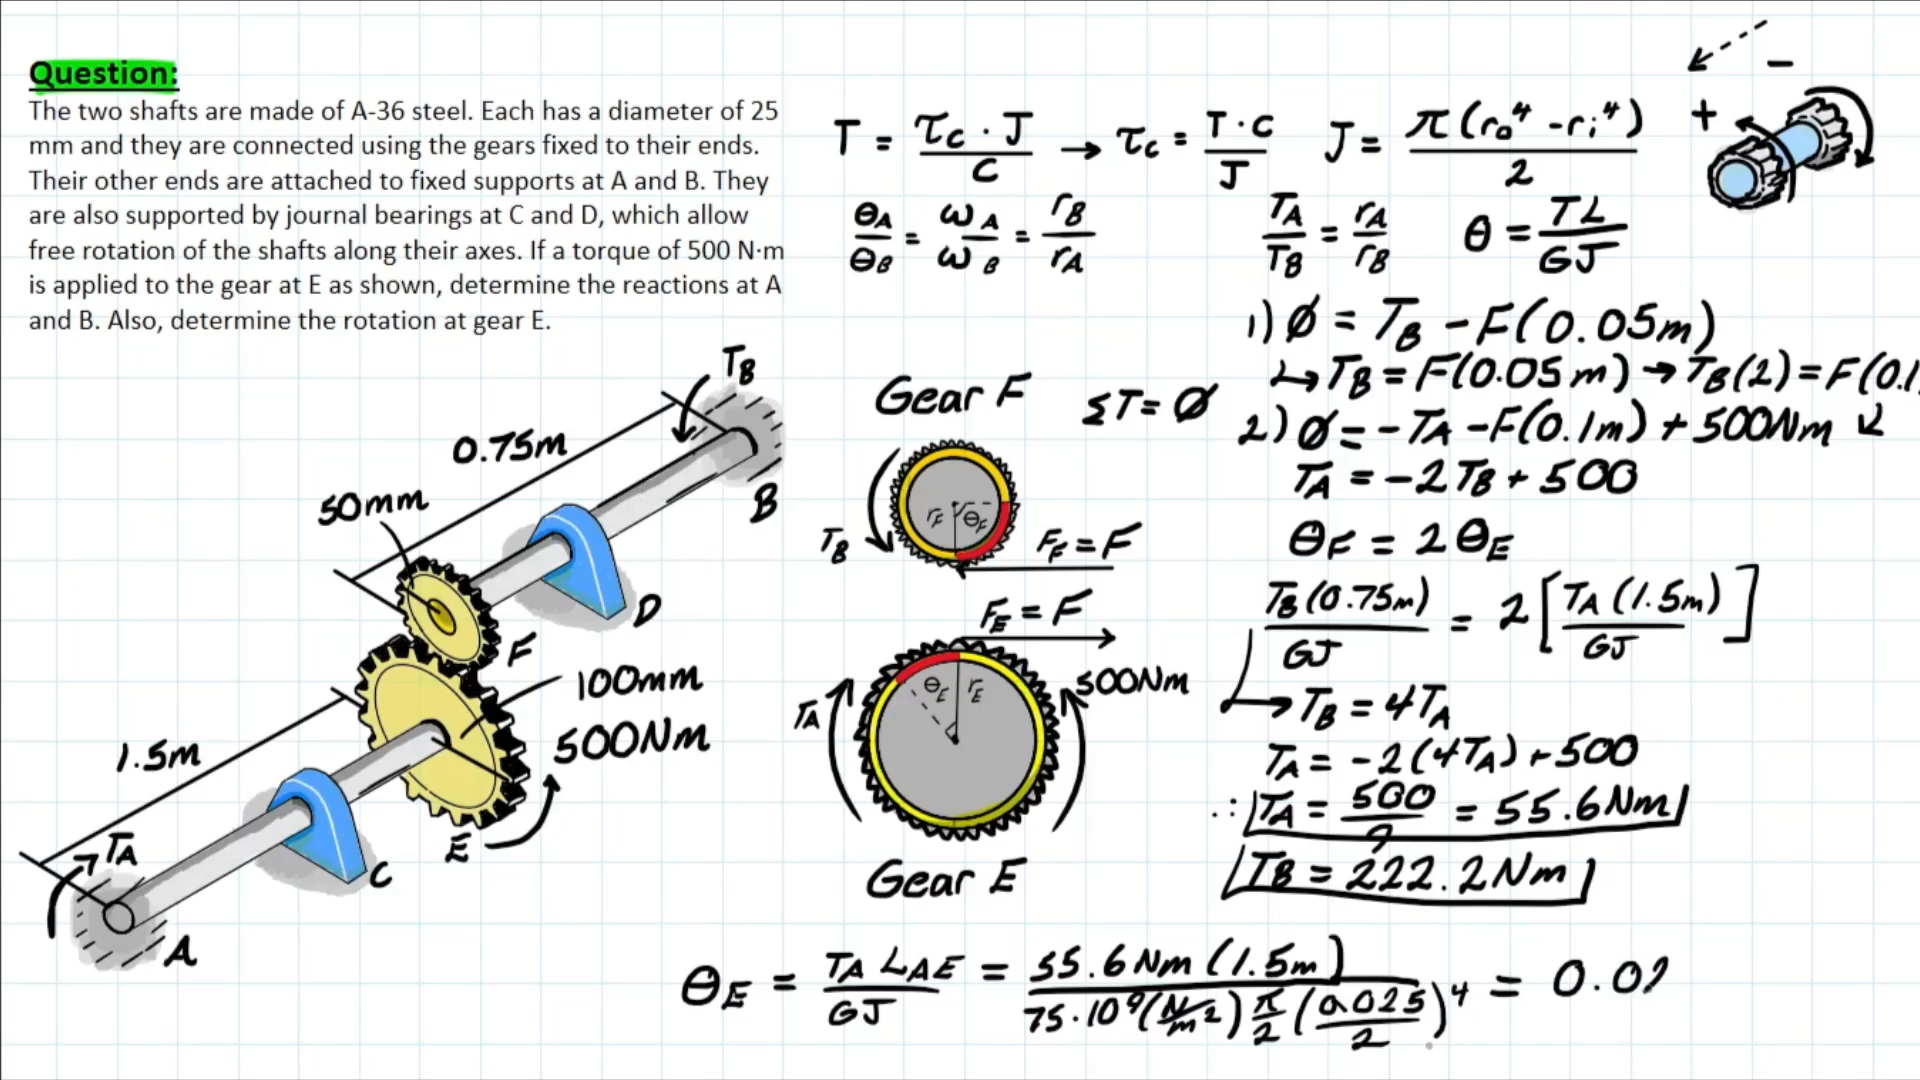 Question:
The two shafts are made of A-36 steel. Each has a diameter of 25
mm and they are connected using the gears fixed to their ends.
Their other ends are attached to fixed supports at A and B. They
are also supported by journal bearings at C and D, which allow
free rotation of the shafts along their axes. If a torque of 500 N·m
is applied to the gear at E as shown, determine the reactions at A
and B. Also, determine the rotation at gear E.
T = τc · J / c → τc = T · c / J
J = π(ro⁴ - ri⁴) / 2
- +
θA/θB = ωA/ωB = rB/rA
TA/TB = rA/rB
θ = TL/GJ
1) Ø = TB - F(0.05m)
↳ TB = F(0.05m) → TB(2) = F(0.1
2) Ø = -TA - F(0.1m) + 500Nm
TA = -2TB + 500
θF = 2θE
TB(0.75m)/GJ = 2[TA(1.5m)/GJ]
→ TB = 4TA
TA = -2(4TA) + 500
∴ TA = 500/9 = 55.6Nm
TB = 222.2Nm
Gear F
ΣT = Ø
TB
rF
θF
FF = F
FE = F
TA
θE
rE
500Nm
Gear E
TB
0.75m
B
50mm
D
F
100mm
500Nm
1.5m
E
TA
C
A
θE = TA LAE / GJ = 55.6Nm(1.5m) / 75·10⁹(N/m²) π/2 (0.025/2)⁴ = 0.02